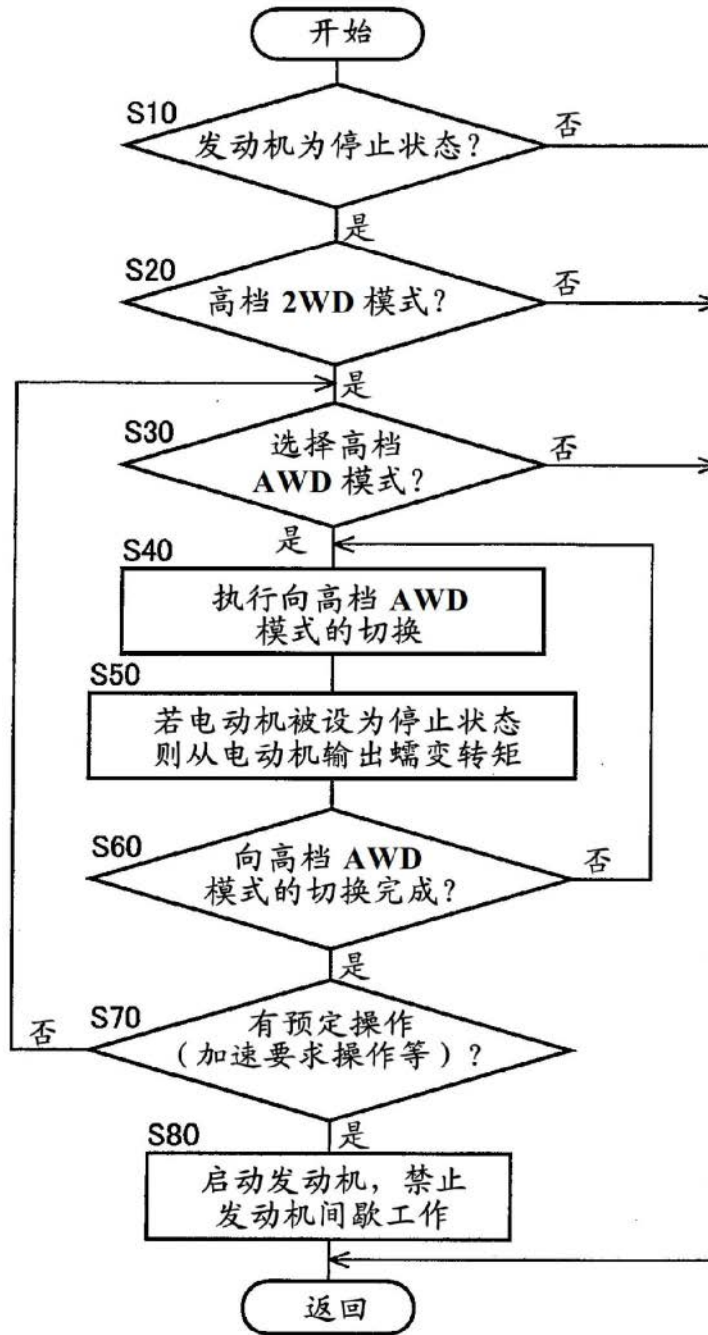 开始
S10
发动机为停止状态?
否
是
S20
高档 2WD 模式?
否
是
S30
选择高档
AWD 模式?
否
是
S40
执行向高档 AWD
模式的切换
S50
若电动机被设为停止状态
则从电动机输出蠕变转矩
S60
向高档 AWD
模式的切换完成?
否
是
S70
有预定操作
(加速要求操作等)?
否
是
S80
启动发动机，禁止
发动机间歇工作
返回